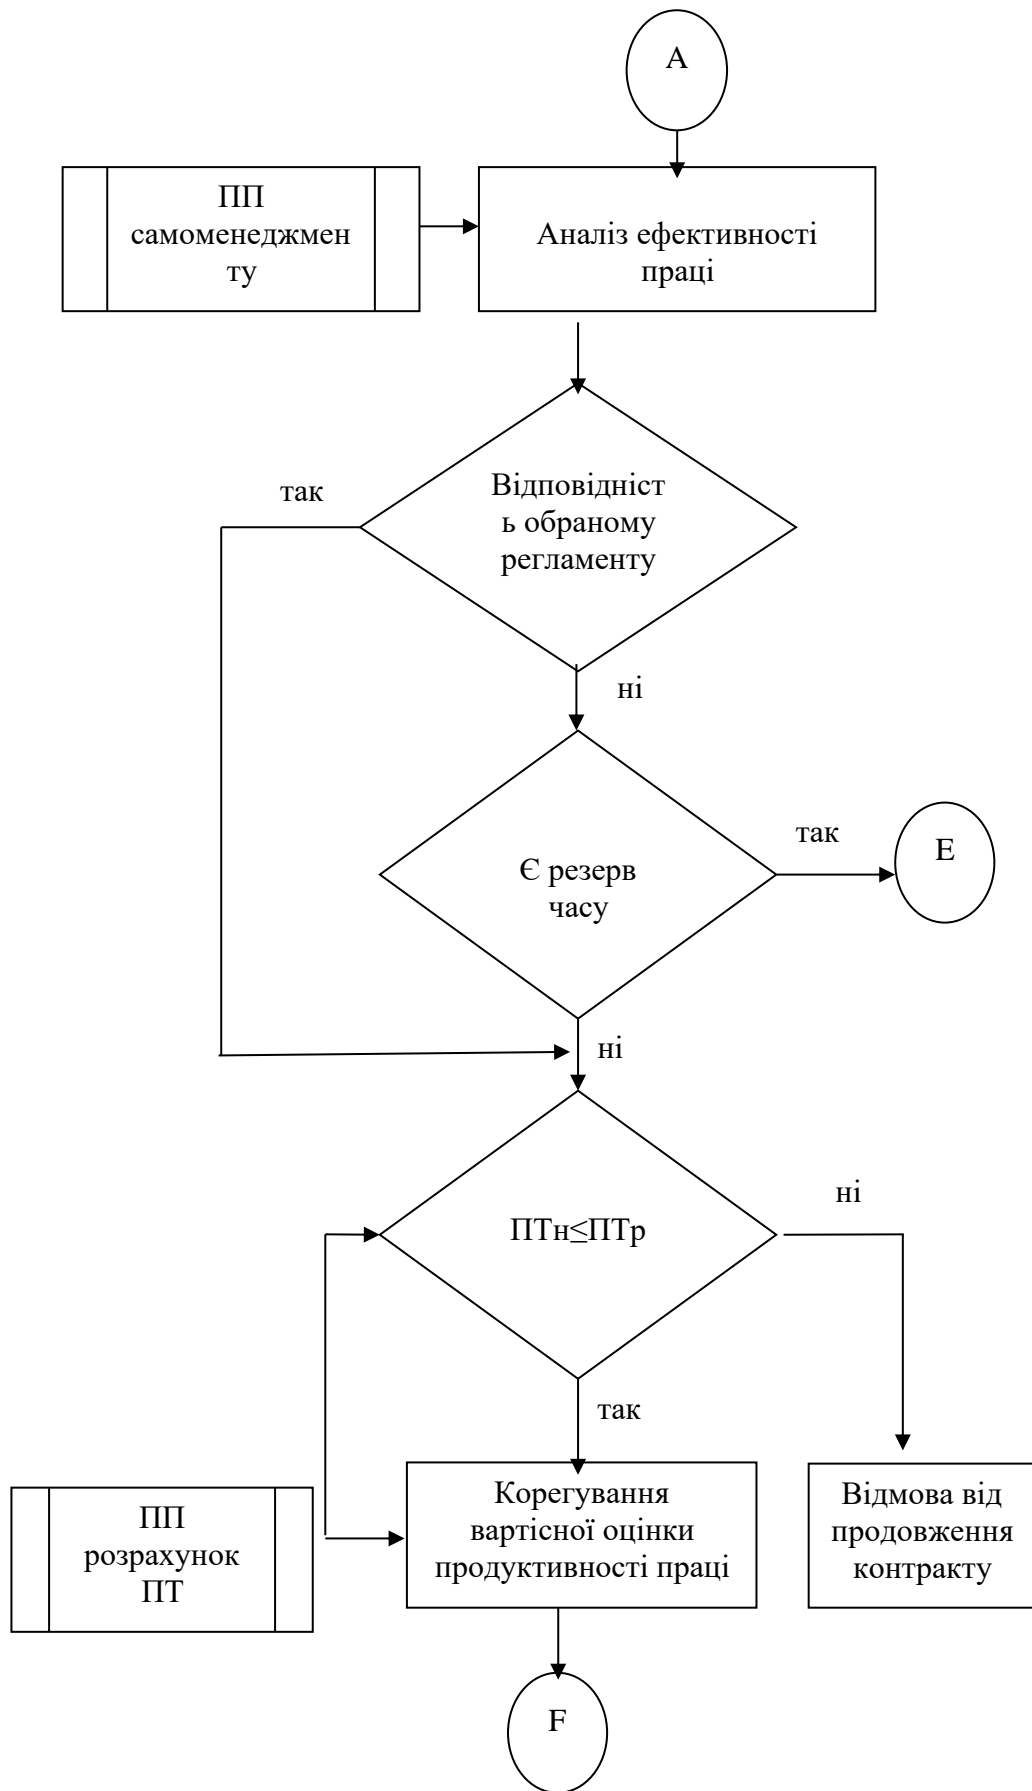 А
ПП
самоменеджмен
ту
Аналіз ефективності
праці
так
Відповідніст
ь обраному
регламенту
ні
Є резерв
часу
так
Е
ні
ПТн≤ПТр
ні
так
ПП
розрахунок
ПТ
Корегування
вартісної оцінки
продуктивності праці
Відмова від
продовження
контракту
F